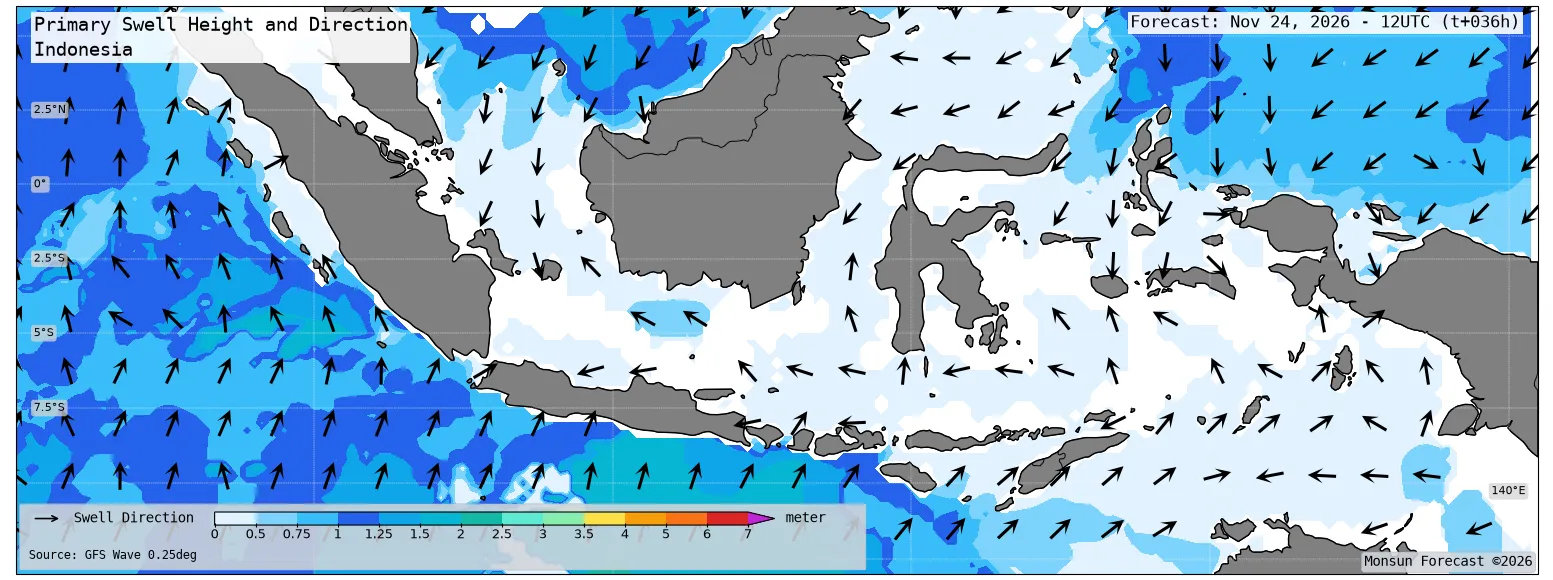 Primary Swell Height and Direction
Indonesia
Forecast: Nov 24, 2026 - 12UTC (t+036h)
2.5°N
0°
2.5°S
5°S
7.5°S
140°E
Swell Direction
0 0.5 0.75 1 1.25 1.5 2 2.5 3 3.5 4 5 6 7
meter
Source: GFS Wave 0.25deg
Monsun Forecast ©2026